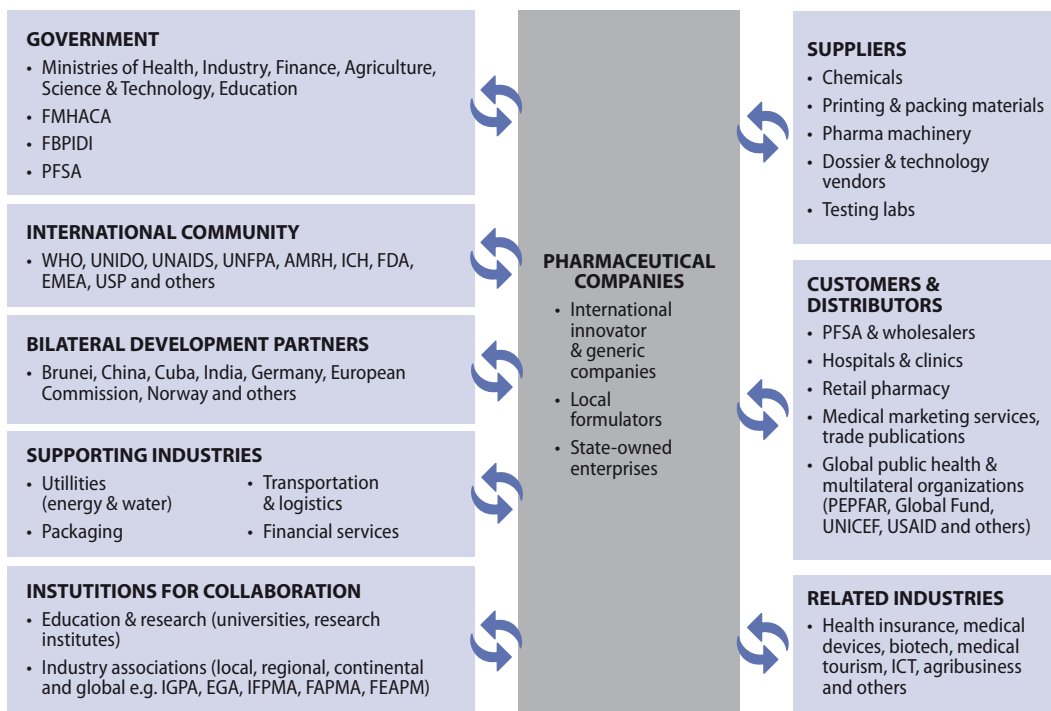 GOVERNMENT
• Ministries of Health, Industry, Finance, Agriculture,
Science & Technology, Education
• FMHACA
• FBPIDI
• PFSA
INTERNATIONAL COMMUNITY
• WHO, UNIDO, UNAIDS, UNFPA, AMRH, ICH, FDA,
EMEA, USP and others
BILATERAL DEVELOPMENT PARTNERS
• Brunei, China, Cuba, India, Germany, European
Commission, Norway and others
SUPPORTING INDUSTRIES
• Utillities
(energy & water)
• Packaging
• Transportation
& logistics
• Financial services
INSTUTITIONS FOR COLLABORATION
• Education & research (universities, research
institutes)
• Industry associations (local, regional, continental
and global e.g. IGPA, EGA, IFPMA, FAPMA, FEAPM)
PHARMACEUTICAL
COMPANIES
• International
innovator
& generic
companies
• Local
formulators
• State-owned
enterprises
SUPPLIERS
• Chemicals
• Printing & packing materials
• Pharma machinery
• Dossier & technology
vendors
• Testing labs
CUSTOMERS &
DISTRIBUTORS
• PFSA & wholesalers
• Hospitals & clinics
• Retail pharmacy
• Medical marketing services,
trade publications
• Global public health &
multilateral organizations
(PEPFAR, Global Fund,
UNICEF, USAID and others)
RELATED INDUSTRIES
• Health insurance, medical
devices, biotech, medical
tourism, ICT, agribusiness
and others